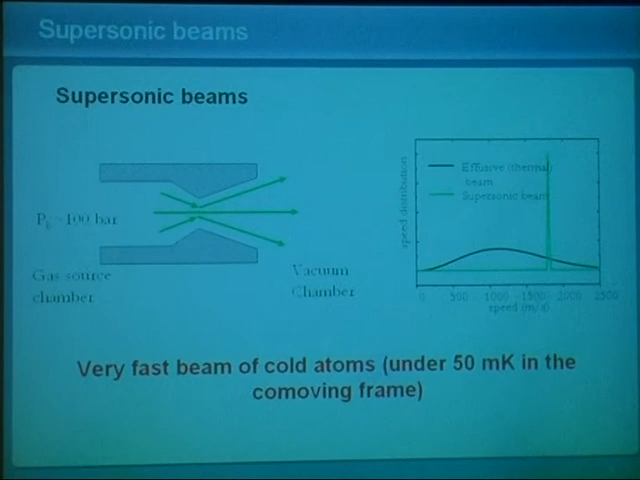 Supersonic beams
Supersonic beams
Effusive (thermal)
beam
Supersonic beam
speed distribution
~100 bar
Gas source
chamber
Vacuum
Chamber
0 500 1000 1500 2000 2500
speed (m/s)
Very fast beam of cold atoms (under 50 mK in the
comoving frame)